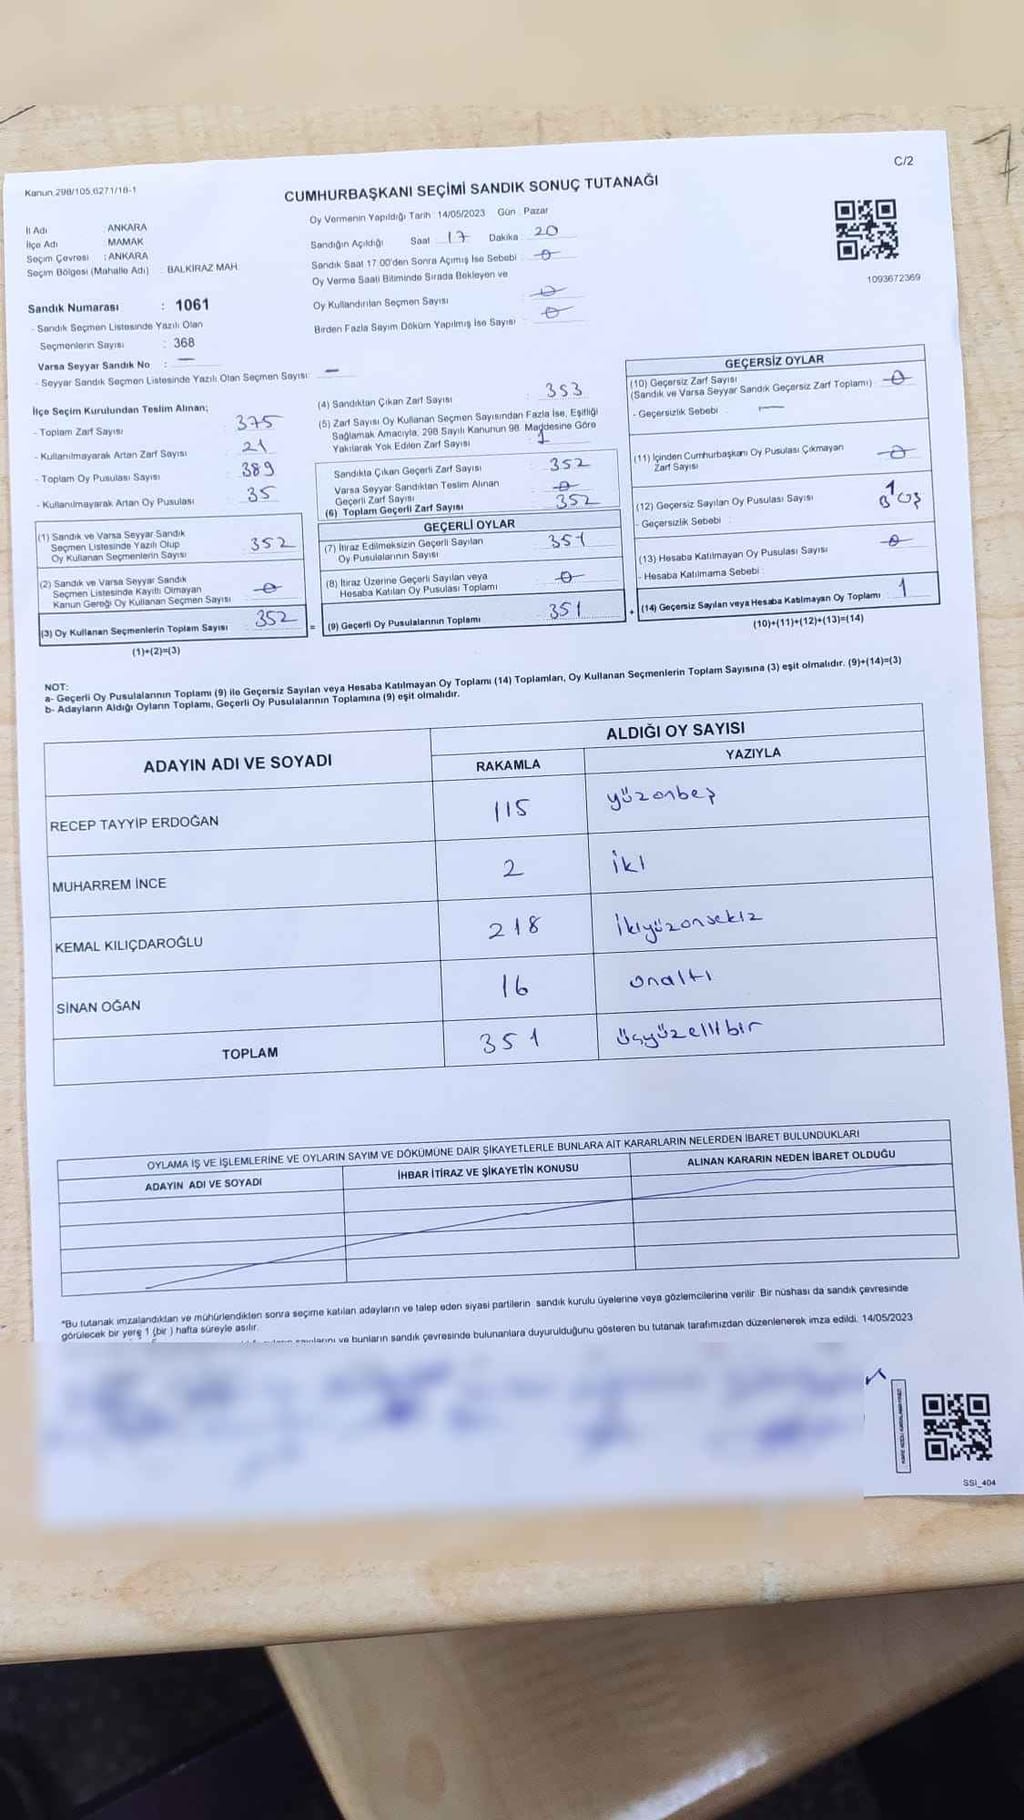 C/2
Kanun 298/105,6271/18-1
CUMHURBAŞKANI SEÇİMİ SANDIK SONUÇ TUTANAĞI
İl Adı : ANKARA
İlçe Adı : MAMAK
Seçim Çevresi : ANKARA
Seçim Bölgesi (Mahalle Adı) : BALKİRAZ MAH.
Sandık Numarası : 1061
- Sandık Seçmen Listesinde Yazılı Olan
Seçmenlerin Sayısı : 368
Varsa Seyyar Sandık No : —
- Seyyar Sandık Seçmen Listesinde Yazılı Olan Seçmen Sayısı: —
Oy Vermenin Yapıldığı Tarih : 14/05/2023 Gün : Pazar
Sandığın Açıldığı Saat : 17 Dakika : 20
Sandık Saat 17:00'den Sonra Açımış İse Sebebi : 0
Oy Verme Saati Bitiminde Sırada Bekleyen ve
Oy Kullandırılan Seçmen Sayısı : 0
Birden Fazla Sayım Döküm Yapılmış İse Sayısı : 0
1093672369
İlçe Seçim Kurulundan Teslim Alınan;
- Toplam Zarf Sayısı : 375
- Kullanılmayarak Artan Zarf Sayısı : 21
- Toplam Oy Pusulası Sayısı : 389
- Kullanılmayarak Artan Oy Pusulası : 35
(1) Sandık ve Varsa Seyyar Sandık
Seçmen Listesinde Yazılı Olup
Oy Kullanan Seçmenlerin Sayısı : 352
(2) Sandık ve Varsa Seyyar Sandık
Seçmen Listesinde Kayıtlı Olmayan
Kanun Gereği Oy Kullanan Seçmen Sayısı : 0
(3) Oy Kullanan Seçmenlerin Toplam Sayısı : 352
(1)+(2)=(3)
(4) Sandıktan Çıkan Zarf Sayısı : 353
(5) Zarf Sayısı Oy Kullanan Seçmen Sayısından Fazla İse, Eşitliği
Sağlamak Amacıyla, 298 Sayılı Kanunun 98. Maddesine Göre
Yakılarak Yok Edilen Zarf Sayısı : 1
Sandıkta Çıkan Geçerli Zarf Sayısı : 352
Varsa Seyyar Sandıktan Teslim Alınan
Geçerli Zarf Sayısı : 0
(6) Toplam Geçerli Zarf Sayısı : 352
GEÇERLİ OYLAR
(7) İtiraz Edilmeksizin Geçerli Sayılan
Oy Pusulalarının Sayısı : 351
(8) İtiraz Üzerine Geçerli Sayılan veya
Hesaba Katılan Oy Pusulası Toplamı : 0
= (9) Geçerli Oy Pusulalarının Toplamı : 351
GEÇERSİZ OYLAR
(10) Geçersiz Zarf Sayısı
(Sandık ve Varsa Seyyar Sandık Geçersiz Zarf Toplamı) : 0
- Geçersizlik Sebebi : —
(11) İçinden Cumhurbaşkanı Oy Pusulası Çıkmayan
Zarf Sayısı : 0
(12) Geçersiz Sayılan Oy Pusulası Sayısı : 1
- Geçersizlik Sebebi :
(13) Hesaba Katılmayan Oy Pusulası Sayısı : 0
- Hesaba Katılmama Sebebi :
+ (14) Geçersiz Sayılan veya Hesaba Katılmayan Oy Toplamı : 1
(10)+(11)+(12)+(13)=(14)
NOT:
a- Geçerli Oy Pusulalarının Toplamı (9) ile Geçersiz Sayılan veya Hesaba Katılmayan Oy Toplamı (14) Toplamları, Oy Kullanan Seçmenlerin Toplam Sayısına (3) eşit olmalıdır. (9)+(14)=(3)
b- Adayların Aldığı Oyların Toplamı, Geçerli Oy Pusulalarının Toplamına (9) eşit olmalıdır.
ADAYIN ADI VE SOYADI
ALDIĞI OY SAYISI
RAKAMLA YAZIYLA
RECEP TAYYİP ERDOĞAN 115 yüzonbeş
MUHARREM İNCE 2 iki
KEMAL KILIÇDAROĞLU 218 ikiyüzonsekiz
SİNAN OĞAN 16 onaltı
TOPLAM 351 üçyüzellibir
OYLAMA İŞ VE İŞLEMLERİNE VE OYLARIN SAYIM VE DÖKÜMÜNE DAİR ŞİKAYETLERLE BUNLARA AİT KARARLARIN NELERDEN İBARET BULUNDUKLARI
ADAYIN ADI VE SOYADI İHBAR İTİRAZ VE ŞİKAYETİN KONUSU ALINAN KARARIN NEDEN İBARET OLDUĞU
*Bu tutanak imzalandıktan ve mühürlendikten sonra seçime katılan adayların ve talep eden siyasi partilerin sandık kurulu üyelerine veya gözlemcilerine verilir. Bir nüshası da sandık çevresinde
görülecek bir yere 1 (bir ) hafta süreyle asılır.
ve bunların sandık çevresinde bulunanlara duyurulduğunu gösteren bu tutanak tarafımızdan düzenlenerek imza edildi. 14/05/2023
SSI_404